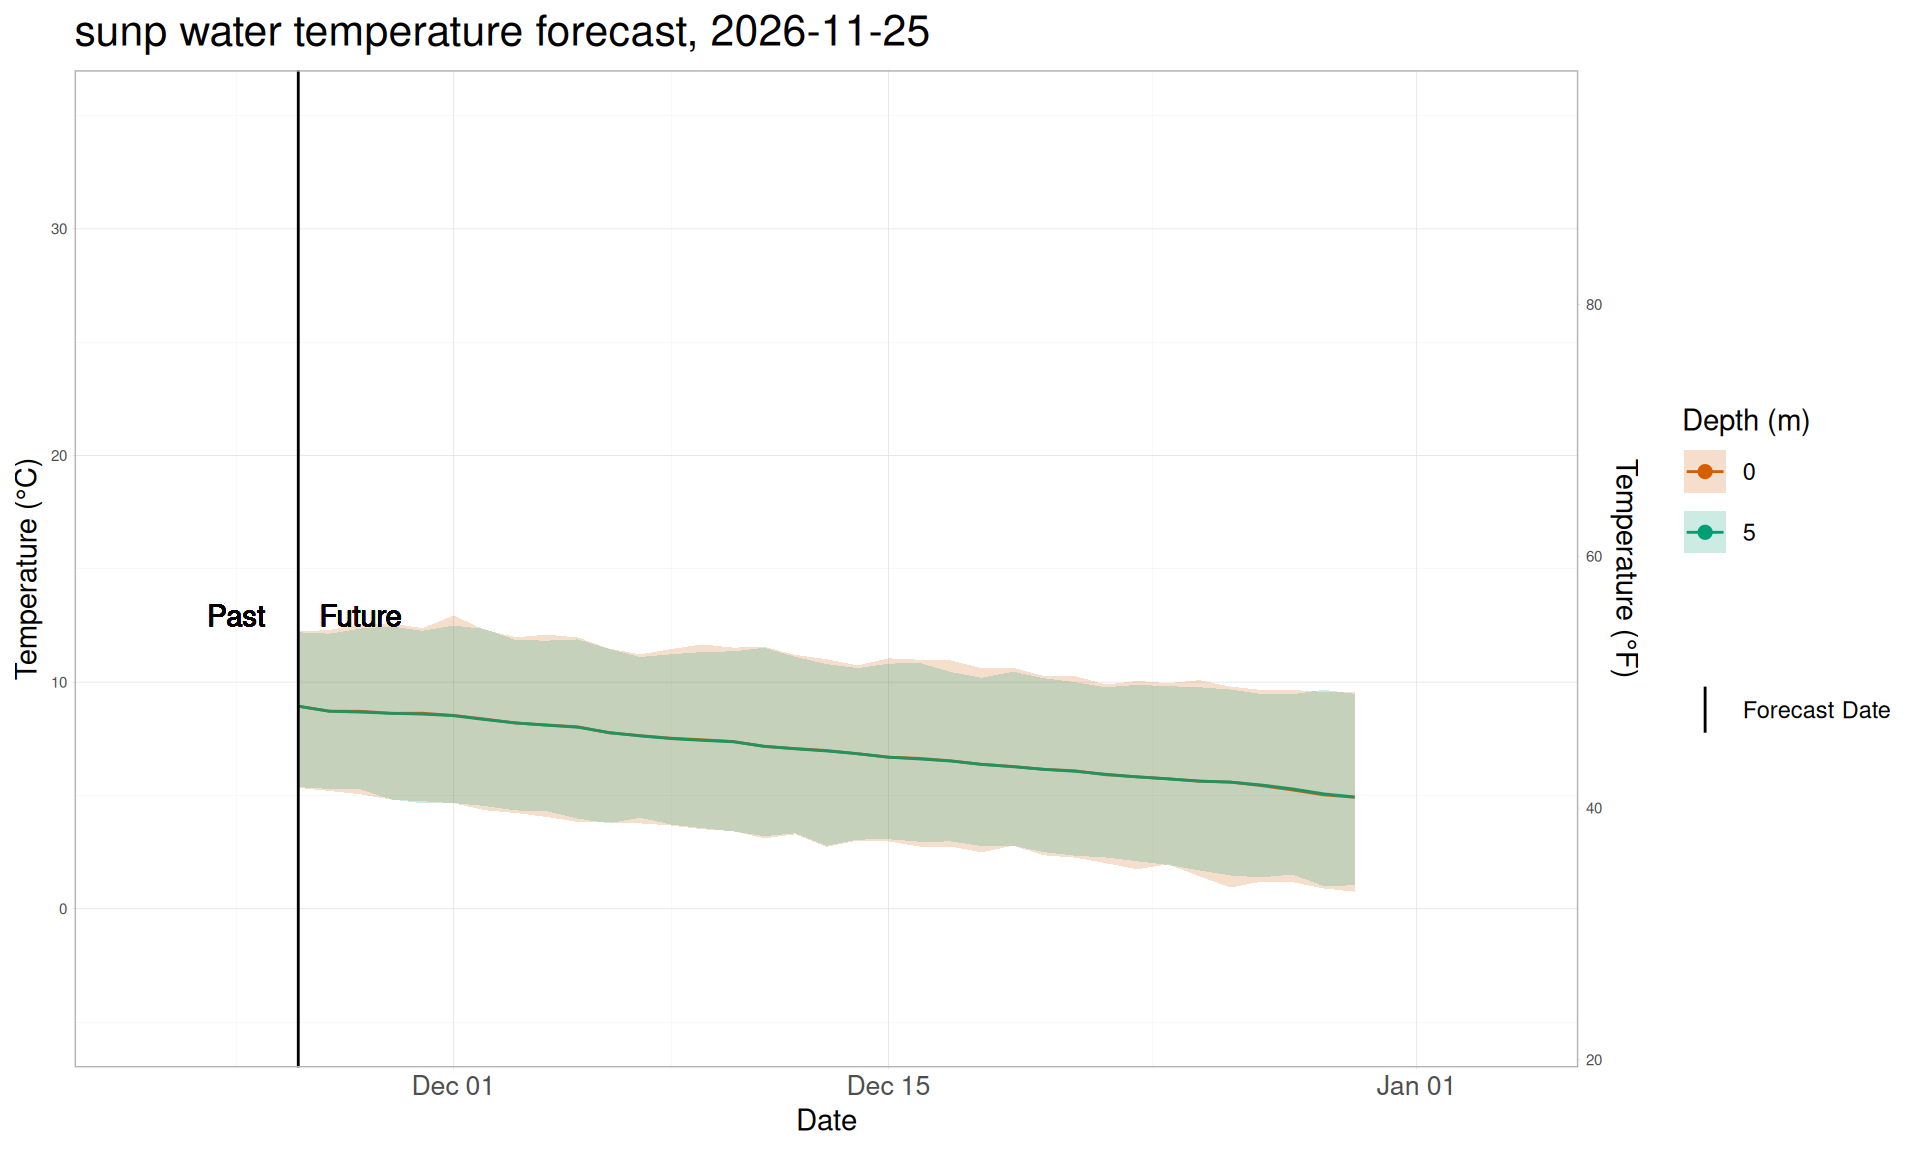 sunp water temperature forecast, 2026-11-25
30
20
10
0
Temperature (°C)
Past
Future
80
60
40
20
Temperature (°F)
Dec 01
Dec 15
Jan 01
Date
Depth (m)
0
5
Forecast Date